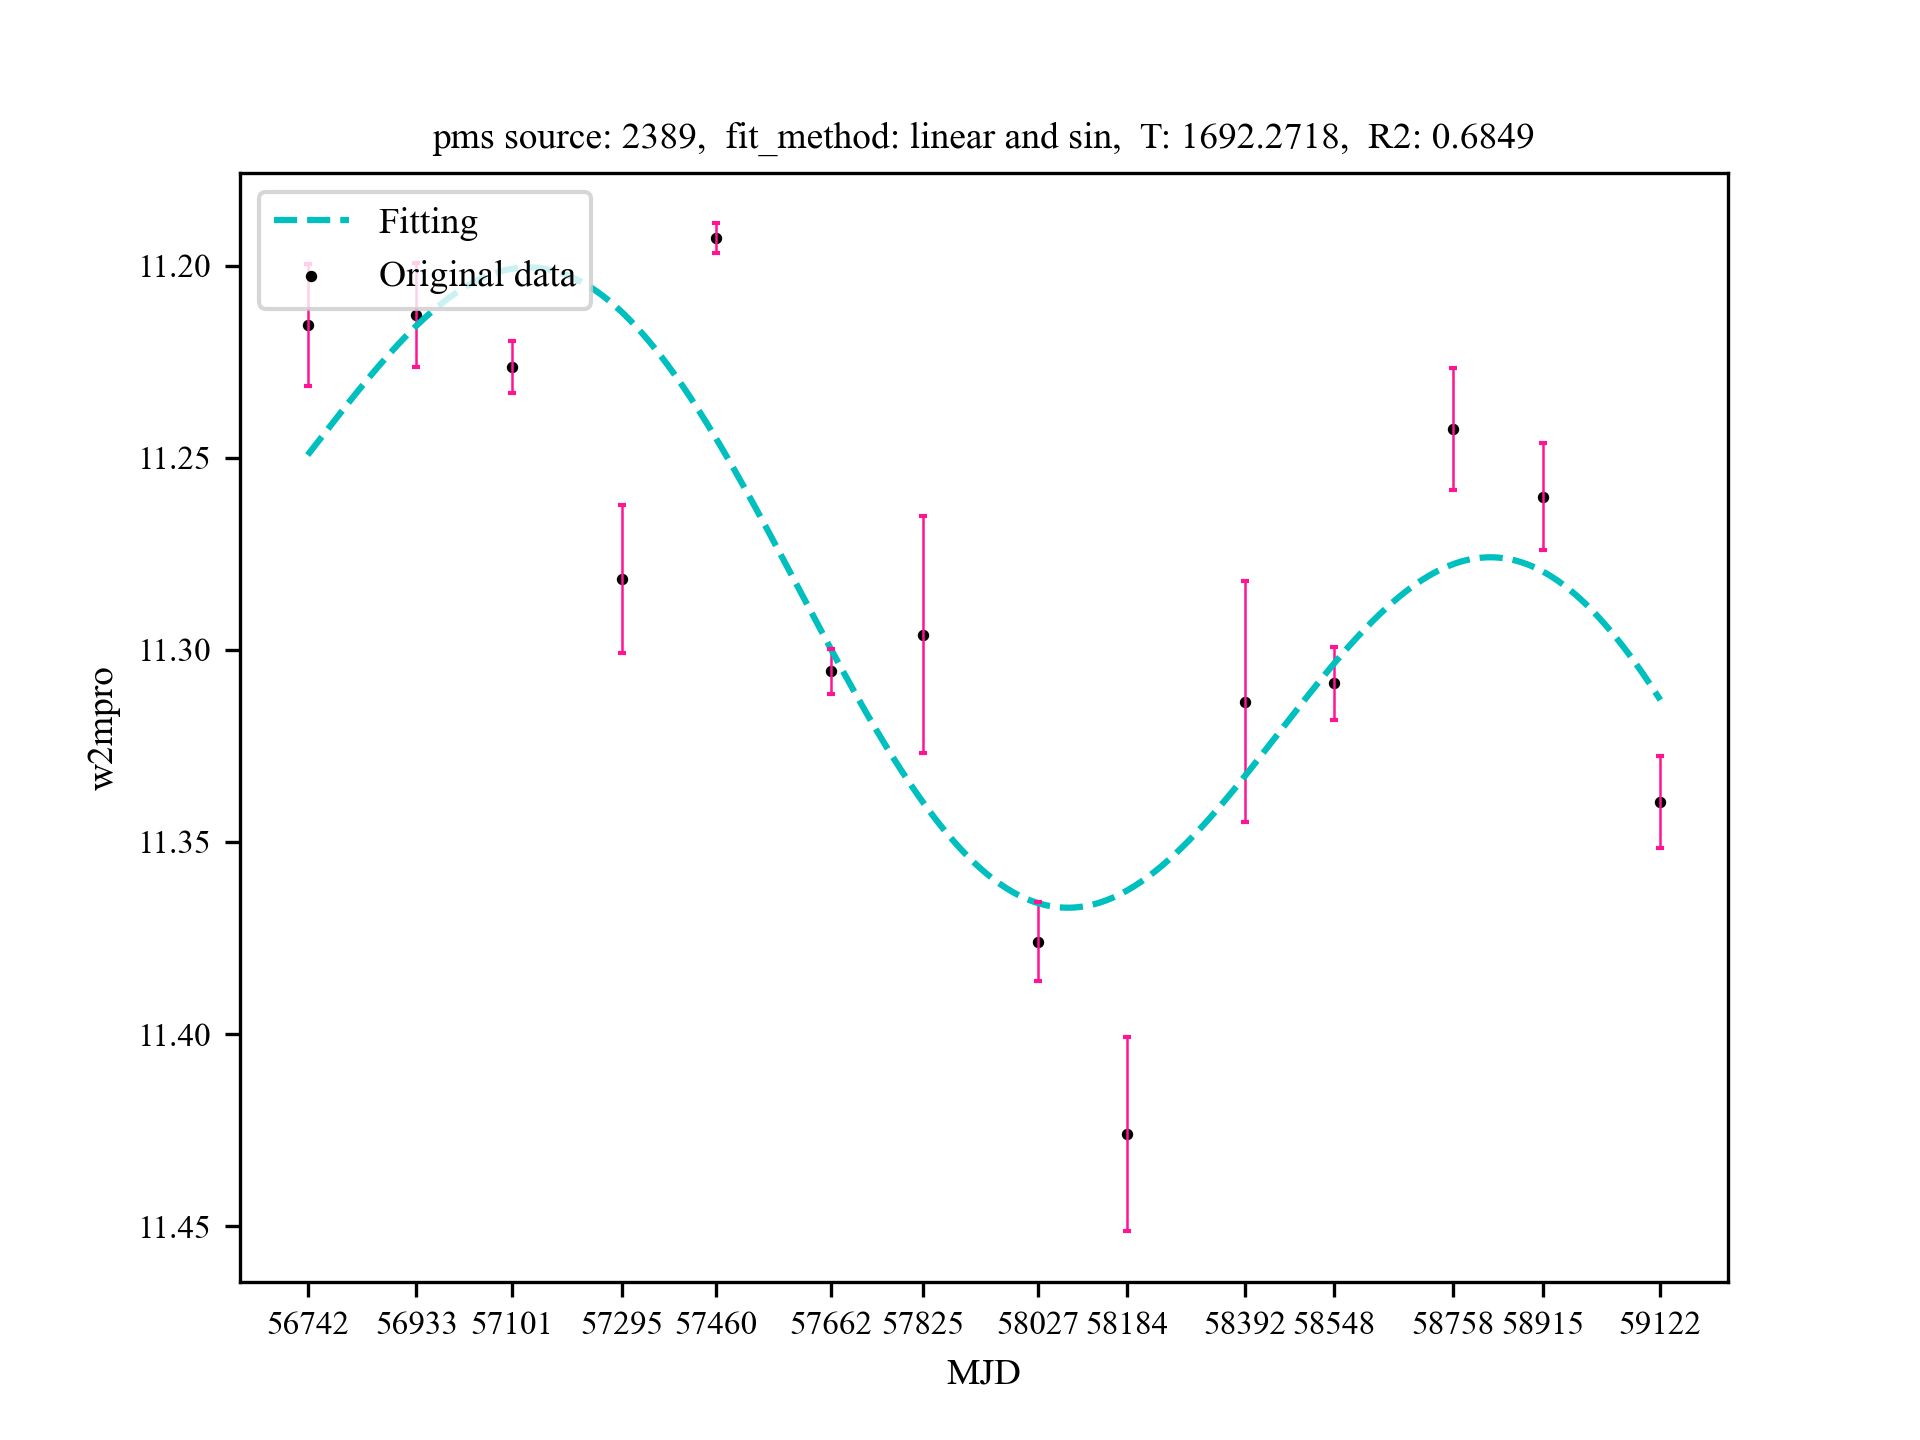 pms source: 2389,  fit_method: linear and sin,  T: 1692.2718,  R2: 0.6849
Fitting
Original data
11.20
11.25
11.30
11.35
11.40
11.45
w2mpro
56742 56933 57101 57295 57460 57662 57825 58027 58184 58392 58548 58758 58915 59122
MJD